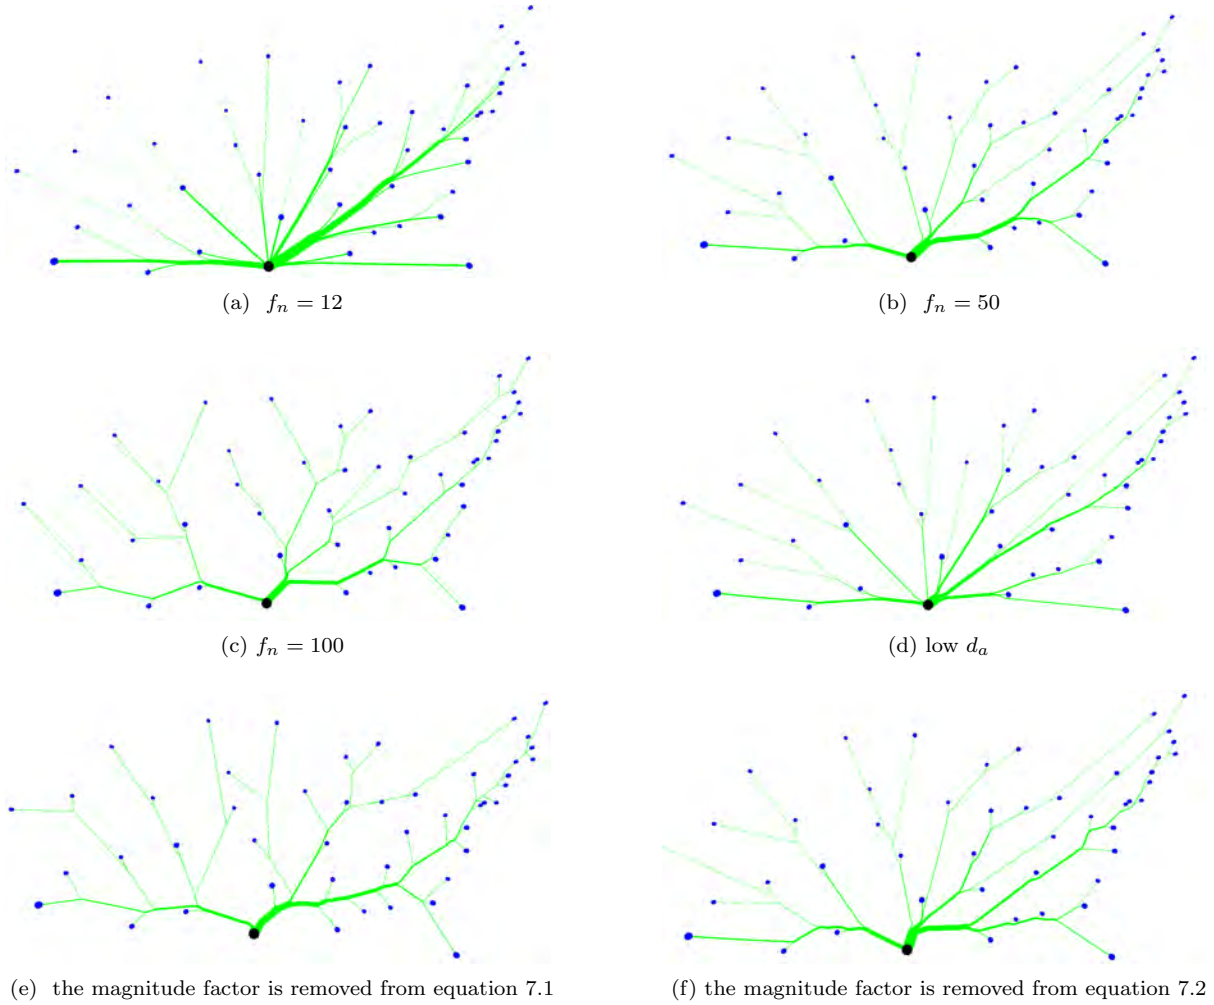 (a) f_n = 12
(b) f_n = 50
(c) f_n = 100
(d) low d_a
(e) the magnitude factor is removed from equation 7.1
(f) the magnitude factor is removed from equation 7.2